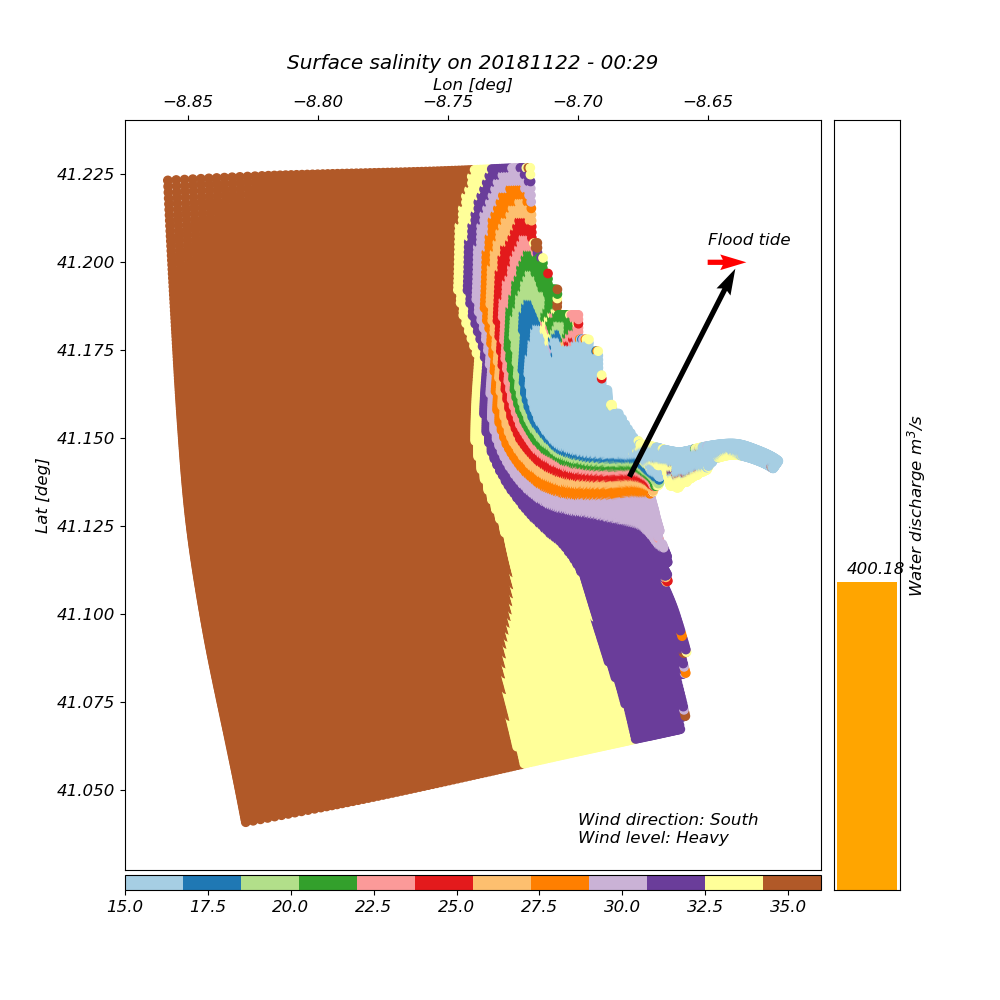 Surface salinity on 20181122 - 00:29
Lon [deg]
−8.85 −8.80 −8.75 −8.70 −8.65
41.225
41.200
41.175
41.150
41.125
41.100
41.075
41.050
Lat [deg]
Flood tide
Wind direction: South
Wind level: Heavy
15.0 17.5 20.0 22.5 25.0 27.5 30.0 32.5 35.0
400.18
Water discharge m³/s